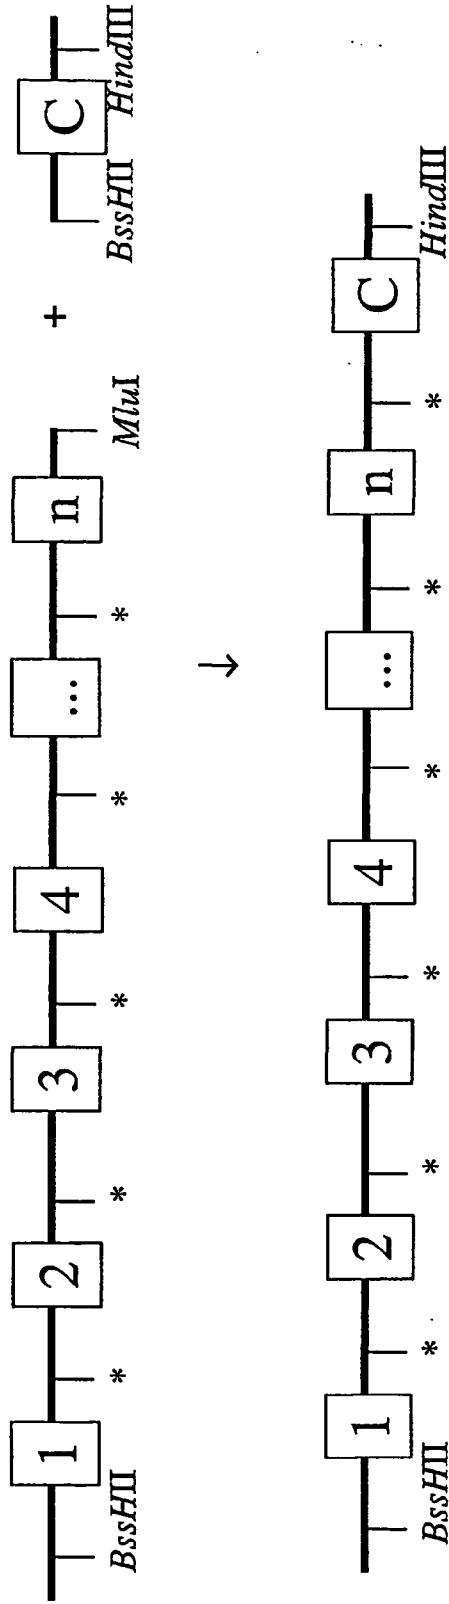 1 2 3 4 ... n + C
BssHII * * * * * MluI BssHII HindIII
↓
1 2 3 4 ... n C
BssHII * * * * * * HindIII